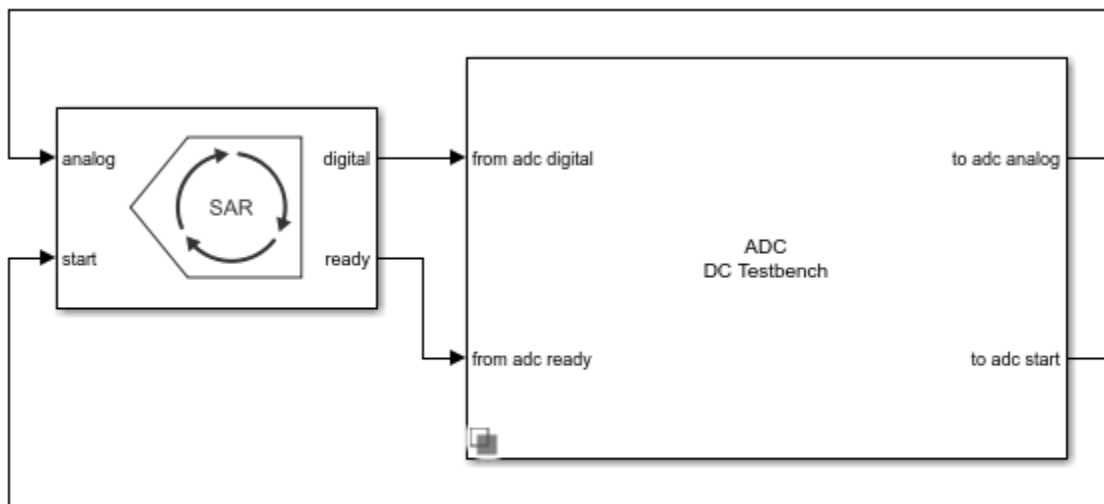 analog
SAR
digital
start
ready
from adc digital
to adc analog
ADC
DC Testbench
from adc ready
to adc start